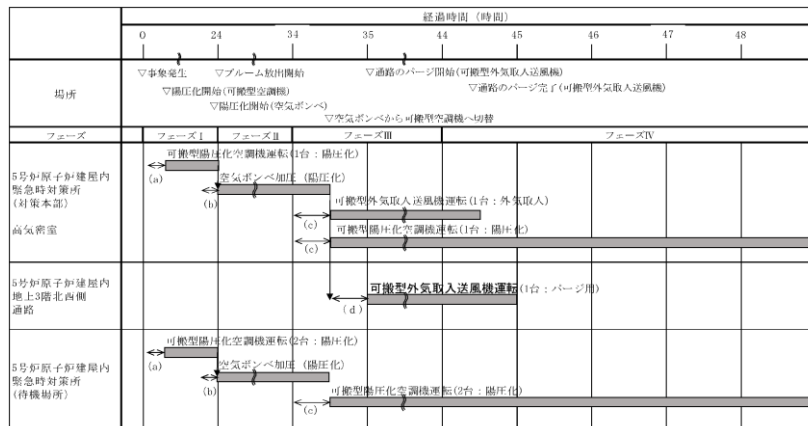 経過時間(時間)
0 24 34 35 44 45 46 47 48
場所
▽事象発生
▽プルーム放出開始
▽通路のパージ開始(可搬型外気取入送風機)
▽陽圧化開始(可搬型空調機)
▽通路のパージ完了(可搬型外気取入送風機)
▽陽圧化開始(空気ボンベ)
▽空気ボンベから可搬型空調機へ切替
フェーズ
フェーズⅠ
フェーズⅡ
フェーズⅢ
フェーズⅣ
5号炉原子炉建屋内
緊急時対策所
(対策本部)
高気密室
可搬型陽圧化空調機運転(1台:陽圧化)
(a)
空気ボンベ加圧(陽圧化)
(b)
可搬型外気取入送風機運転(1台:外気取入)
(c)
可搬型陽圧化空調機運転(1台:陽圧化)
(c)
5号炉原子炉建屋内
地上3階北西側
通路
可搬型外気取入送風機運転(1台:パージ用)
(d)
5号炉原子炉建屋内
緊急時対策所
(待機場所)
可搬型陽圧化空調機運転(2台:陽圧化)
(a)
空気ボンベ加圧(陽圧化)
(b)
可搬型陽圧化空調機運転(2台:陽圧化)
(c)